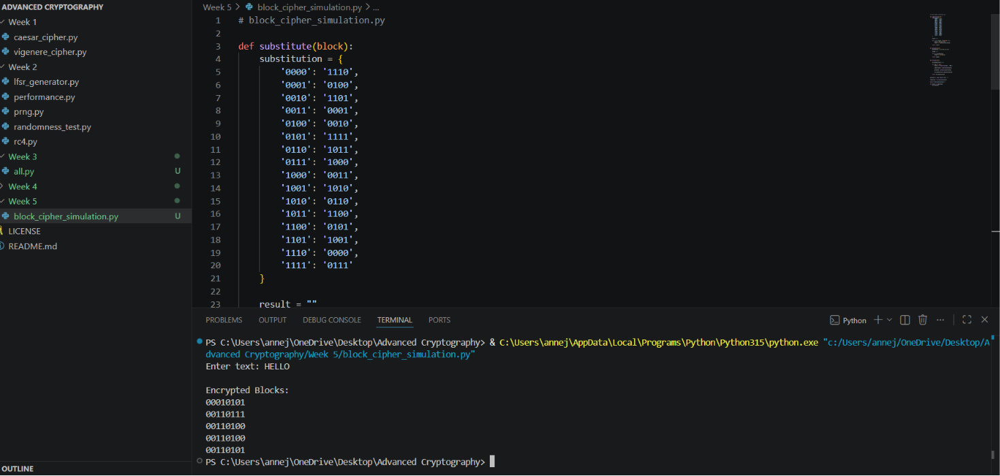 ADVANCED CRYPTOGRAPHY
Week 1
caesar_cipher.py
vigenere_cipher.py
Week 2
lfsr_generator.py
performance.py
prng.py
randomness_test.py
rc4.py
Week 3
all.py U
Week 4
Week 5
block_cipher_simulation.py U
LICENSE
README.md
OUTLINE
Week 5 > block_cipher_simulation.py > ...
1 # block_cipher_simulation.py
2
3 def substitute(block):
4 substitution = {
5 '0000': '1110',
6 '0001': '0100',
7 '0010': '1101',
8 '0011': '0001',
9 '0100': '0010',
10 '0101': '1111',
11 '0110': '1011',
12 '0111': '1000',
13 '1000': '0011',
14 '1001': '1010',
15 '1010': '0110',
16 '1011': '1100',
17 '1100': '0101',
18 '1101': '1001',
19 '1110': '0000',
20 '1111': '0111'
21 }
22
23 result = ""
PROBLEMS OUTPUT DEBUG CONSOLE TERMINAL PORTS Python
PS C:\Users\annej\OneDrive\Desktop\Advanced Cryptography> & C:\Users\annej\AppData\Local\Programs\Python\Python315\python.exe "c:/Users/annej/OneDrive/Desktop/A
dvanced Cryptography/Week 5/block_cipher_simulation.py"
Enter text: HELLO
Encrypted Blocks:
00010101
00110111
00110100
00110100
00110101
PS C:\Users\annej\OneDrive\Desktop\Advanced Cryptography>